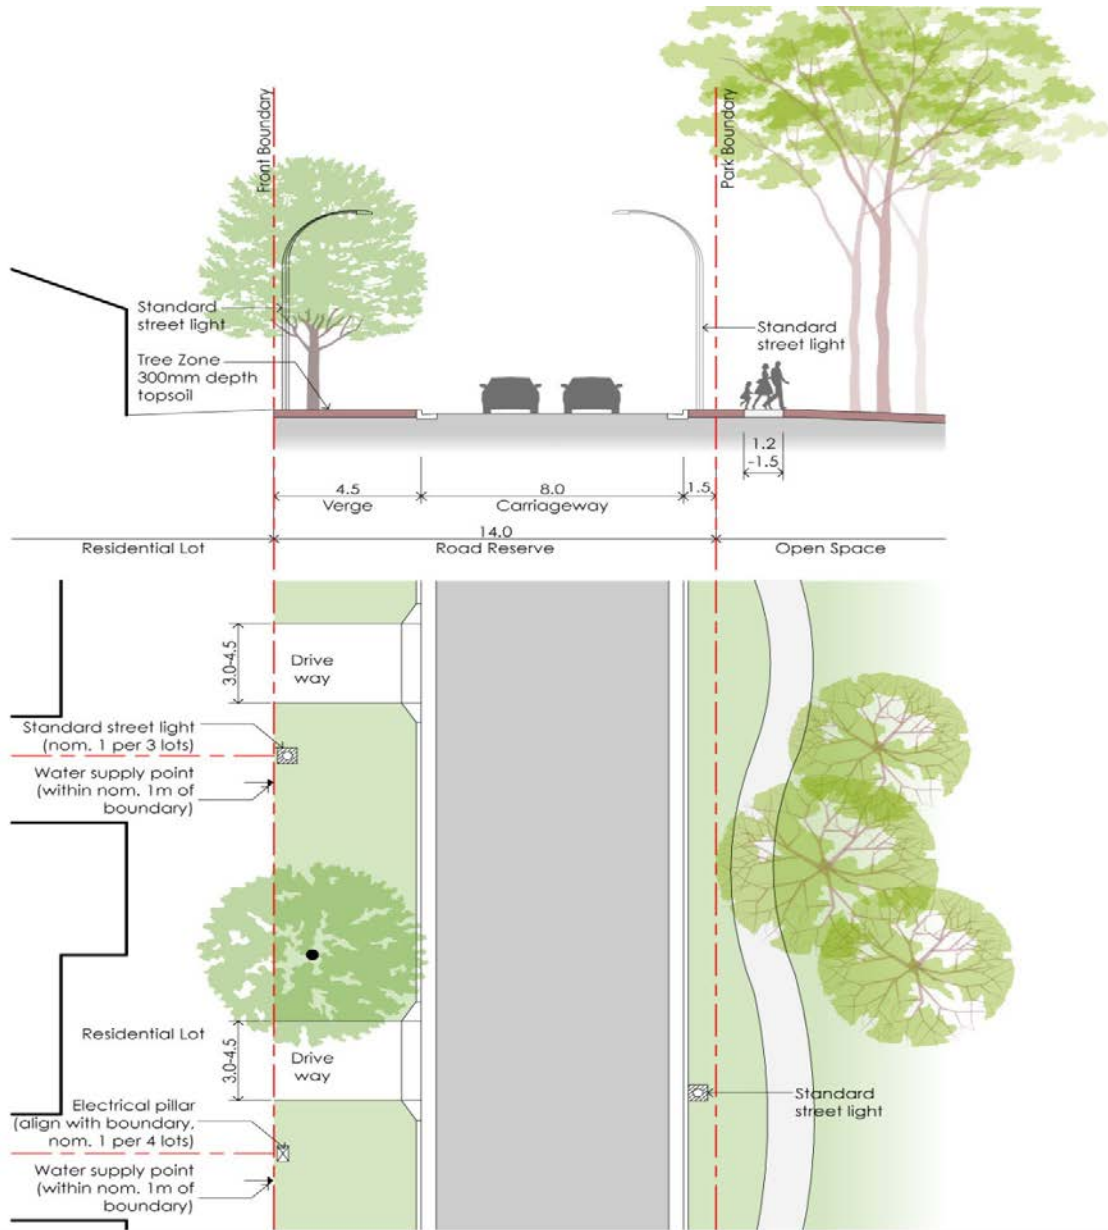 Front Boundary
Park Boundary
Standard
street light
Tree Zone
300mm depth
topsoil
Standard
street light
1.2
-1.5
4.5
8.0
1.5
Verge
Carriageway
14.0
Residential Lot
Road Reserve
Open Space
3.0-4.5
Drive
way
Standard street light
(nom. 1 per 3 lots)
Water supply point
(within nom. 1m of
boundary)
Residential Lot
3.0-4.5
Drive
way
Electrical pillar
(align with boundary,
nom. 1 per 4 lots)
Standard
street light
Water supply point
(within nom. 1m of
boundary)